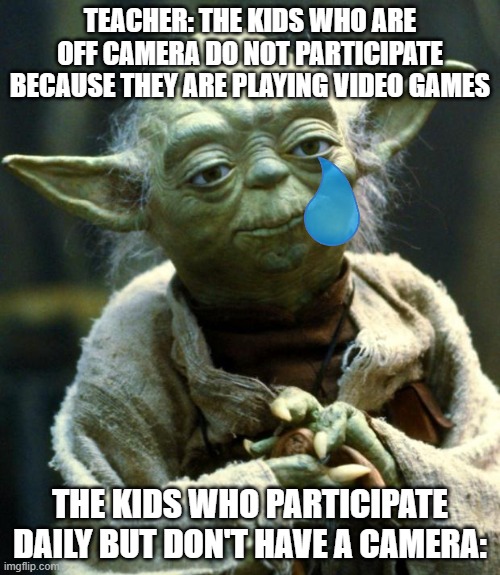 TEACHER: THE KIDS WHO ARE
OFF CAMERA DO NOT PARTICIPATE
BECAUSE THEY ARE PLAYING VIDEO GAMES
THE KIDS WHO PARTICIPATE
DAILY BUT DON'T HAVE A CAMERA:
imgflip.com